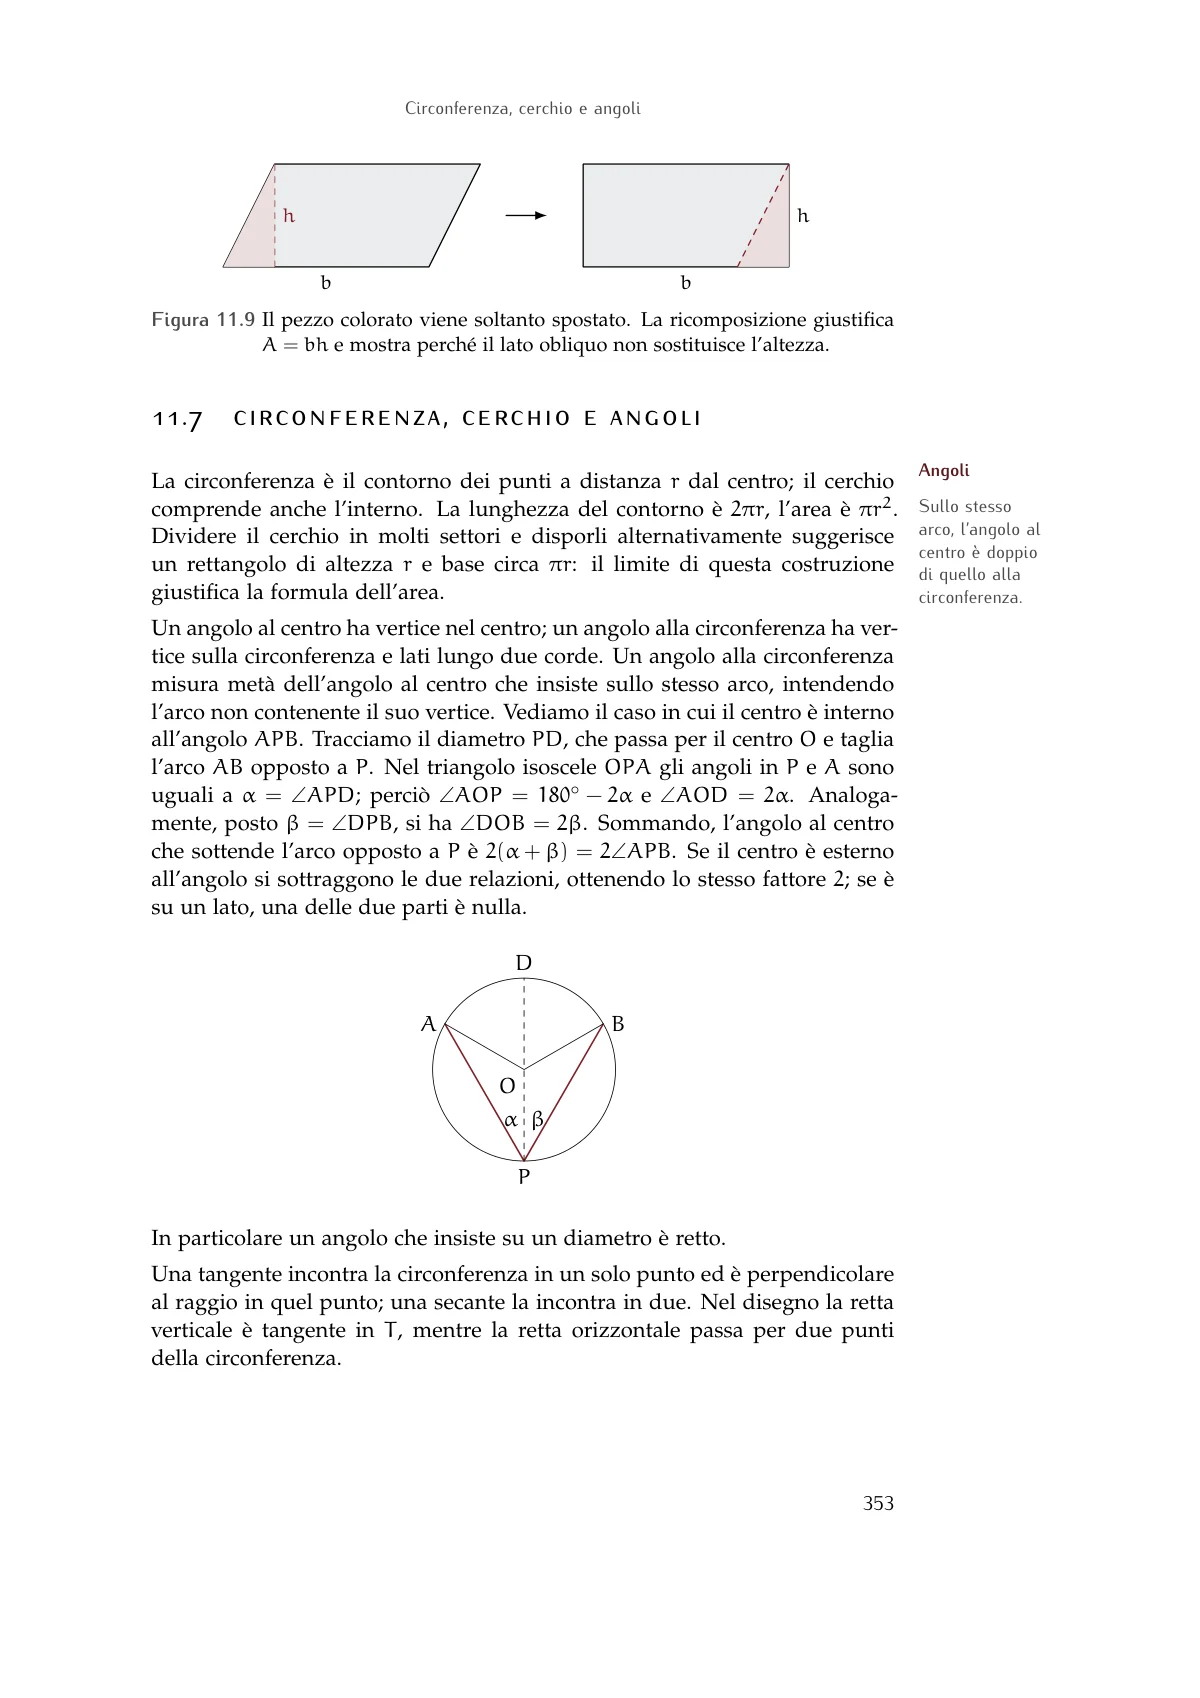 Circonferenza, cerchio e angoli
h
h
b
b
Figura 11.9 Il pezzo colorato viene soltanto spostato. La ricomposizione giustifica
A = bh e mostra perché il lato obliquo non sostituisce l'altezza.
11.7 CIRCONFERENZA, CERCHIO E ANGOLI
La circonferenza è il contorno dei punti a distanza r dal centro; il cerchio
comprende anche l'interno. La lunghezza del contorno è 2πr, l'area è πr².
Dividere il cerchio in molti settori e disporli alternativamente suggerisce
un rettangolo di altezza r e base circa πr: il limite di questa costruzione
giustifica la formula dell'area.
Angoli
Sullo stesso
arco, l'angolo al
centro è doppio
di quello alla
circonferenza.
Un angolo al centro ha vertice nel centro; un angolo alla circonferenza ha ver-
tice sulla circonferenza e lati lungo due corde. Un angolo alla circonferenza
misura metà dell'angolo al centro che insiste sullo stesso arco, intendendo
l'arco non contenente il suo vertice. Vediamo il caso in cui il centro è interno
all'angolo APB. Tracciamo il diametro PD, che passa per il centro O e taglia
l'arco AB opposto a P. Nel triangolo isoscele OPA gli angoli in P e A sono
uguali a α = ∠APD; perciò ∠AOP = 180° − 2α e ∠AOD = 2α. Analoga-
mente, posto β = ∠DPB, si ha ∠DOB = 2β. Sommando, l'angolo al centro
che sottende l'arco opposto a P è 2(α + β) = 2∠APB. Se il centro è esterno
all'angolo si sottraggono le due relazioni, ottenendo lo stesso fattore 2; se è
su un lato, una delle due parti è nulla.
D
A
B
O
α
β
P
In particolare un angolo che insiste su un diametro è retto.
Una tangente incontra la circonferenza in un solo punto ed è perpendicolare
al raggio in quel punto; una secante la incontra in due. Nel disegno la retta
verticale è tangente in T, mentre la retta orizzontale passa per due punti
della circonferenza.
353